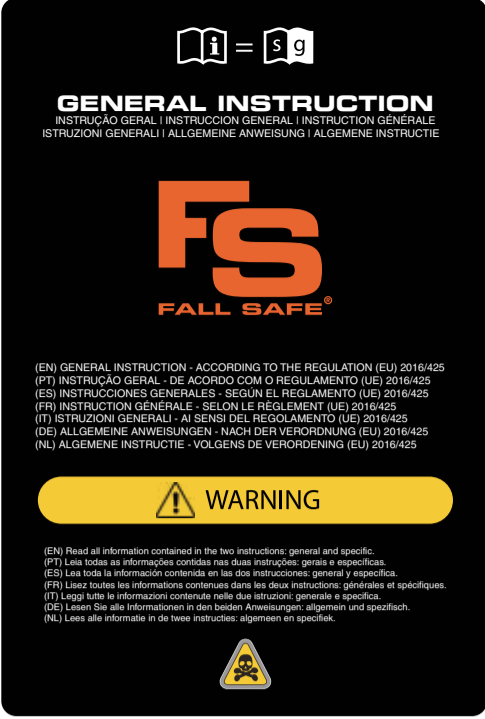 i = s g
GENERAL INSTRUCTION
INSTRUÇÃO GERAL I INSTRUCCION GENERAL I INSTRUCTION GÉNÉRALE
ISTRUZIONI GENERALI I ALLGEMEINE ANWEISUNG I ALGEMENE INSTRUCTIE
FS
FALL SAFE®
(EN) GENERAL INSTRUCTION - ACCORDING TO THE REGULATION (EU) 2016/425
(PT) INSTRUÇÃO GERAL - DE ACORDO COM O REGULAMENTO (UE) 2016/425
(ES) INSTRUCCIONES GENERALES - SEGÚN EL REGLAMENTO (UE) 2016/425
(FR) INSTRUCTION GÉNÉRALE - SELON LE RÈGLEMENT (UE) 2016/425
(IT) ISTRUZIONI GENERALI - AI SENSI DEL REGOLAMENTO (UE) 2016/425
(DE) ALLGEMEINE ANWEISUNGEN - NACH DER VERORDNUNG (EU) 2016/425
(NL) ALGEMENE INSTRUCTIE - VOLGENS DE VERORDENING (EU) 2016/425
WARNING
(EN) Read all information contained in the two instructions: general and specific.
(PT) Leia todas as informações contidas nas duas instruções: gerais e específicas.
(ES) Lea toda la información contenida en las dos instrucciones: general y específica.
(FR) Lisez toutes les informations contenues dans les deux instructions: générales et spécifiques.
(IT) Leggi tutte le informazioni contenute nelle due istruzioni: generale e specifica.
(DE) Lesen Sie alle Informationen in den beiden Anweisungen: allgemein und spezifisch.
(NL) Lees alle informatie in de twee instructies: algemeen en specifiek.